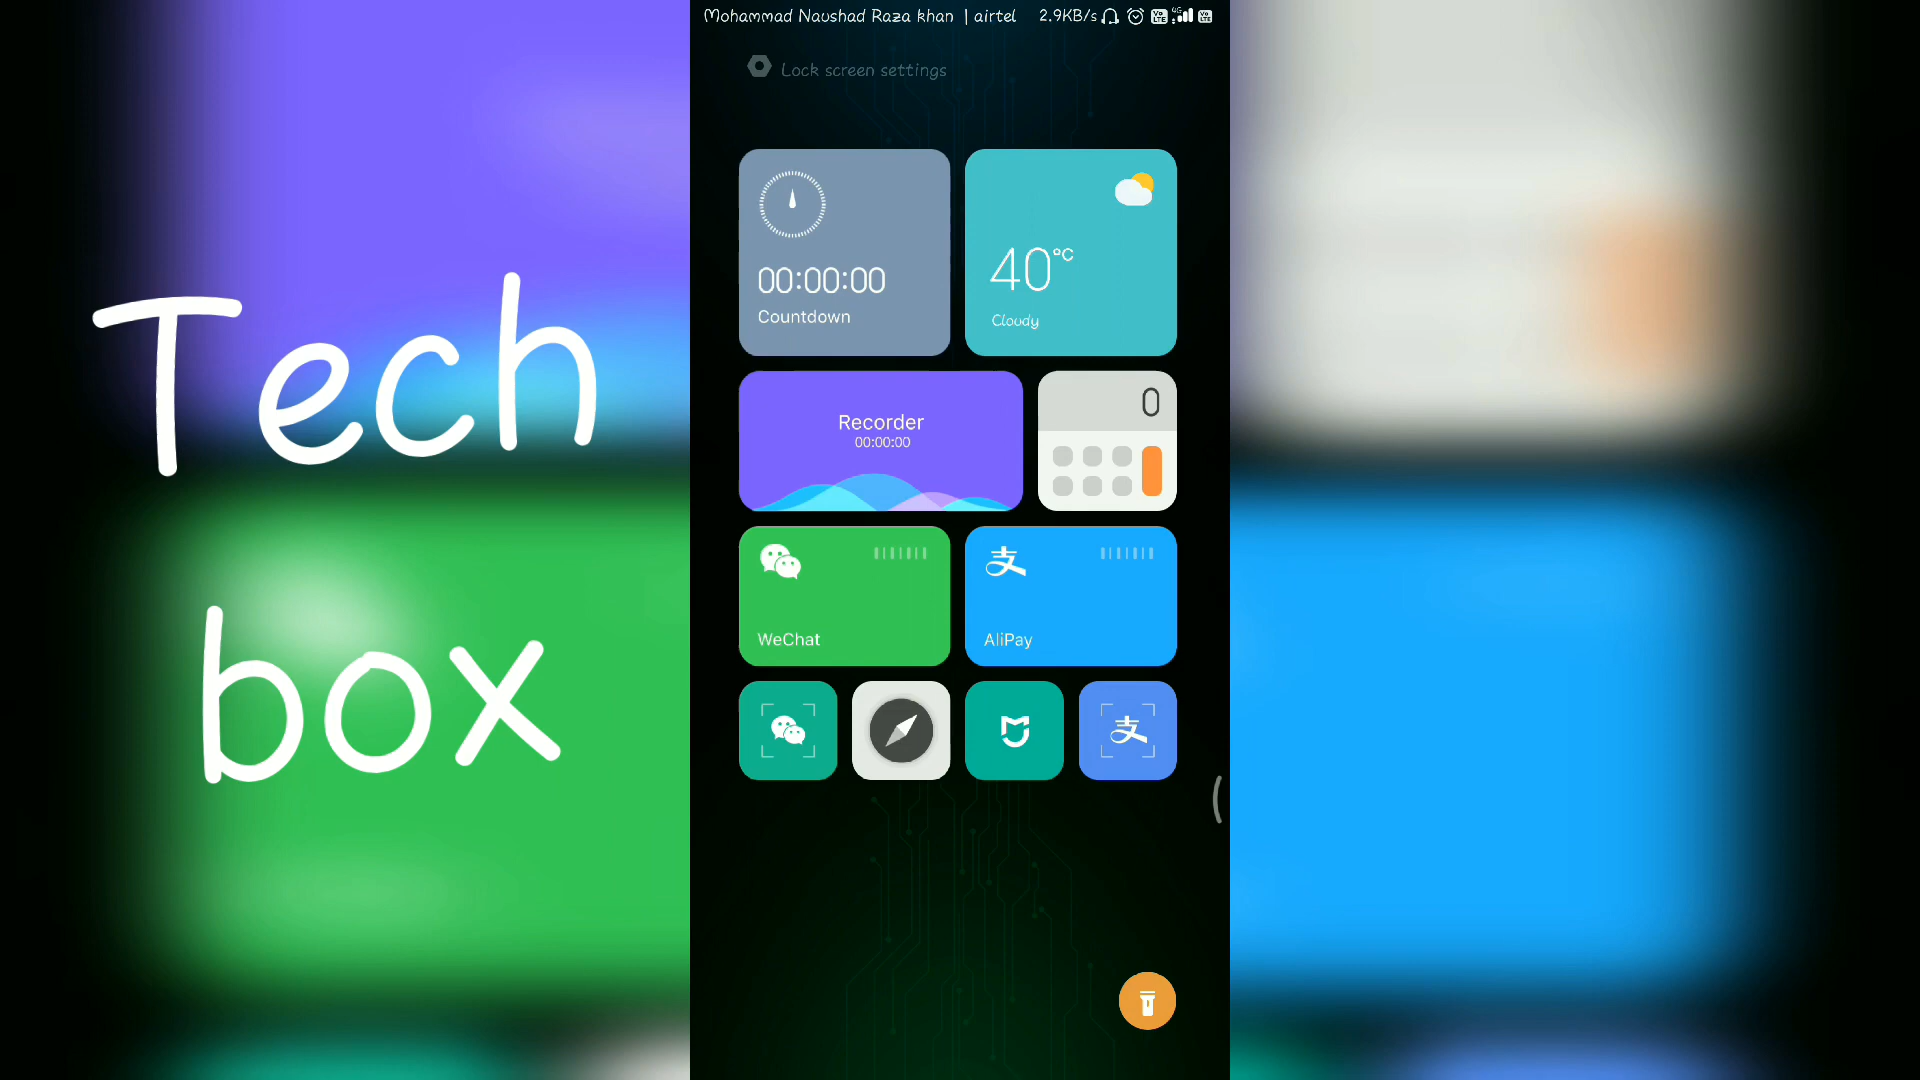 Mohammad Naushad Raza khan | airtel 2.9KB/s 4G
Lock screen settings
00:00:00
Countdown
40°C
Cloudy
Recorder
00:00:00
0
WeChat
支
AliPay
支
Tech
box